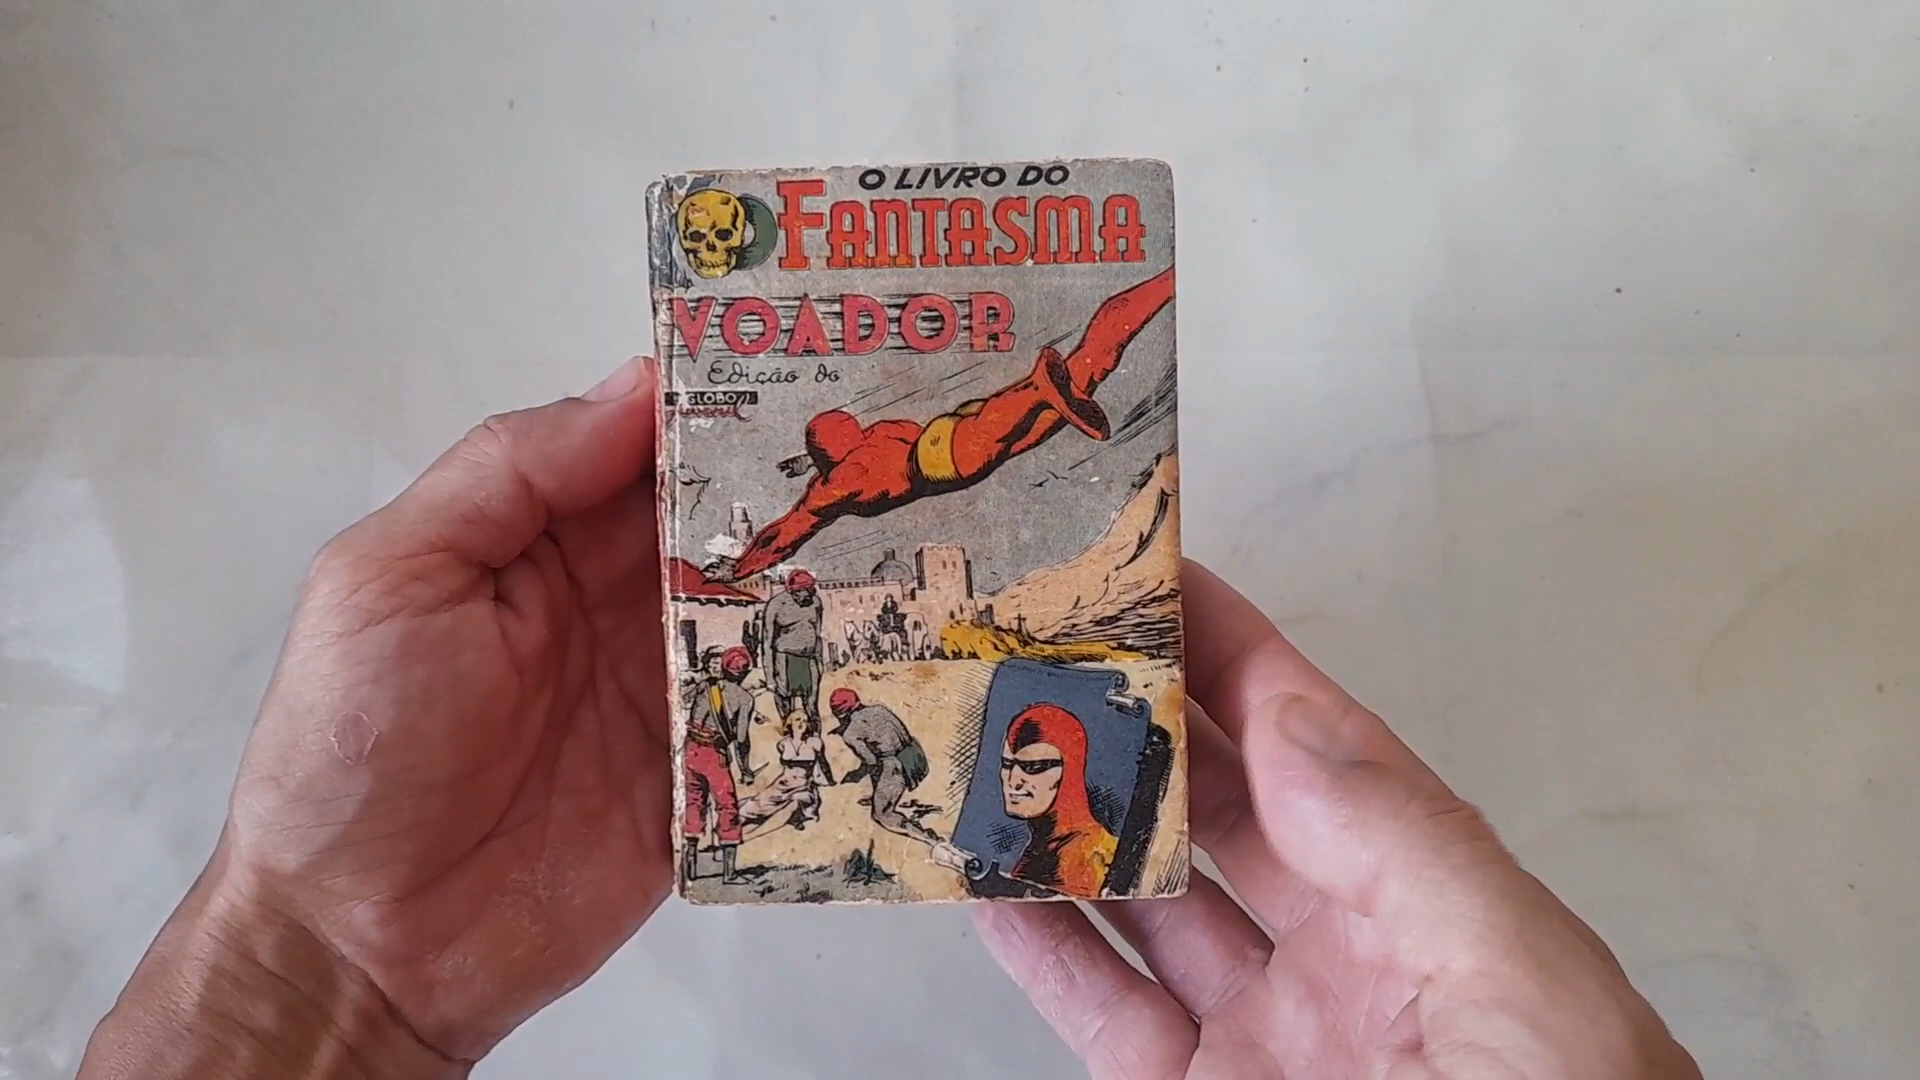 O LIVRO DO
FANTASMA
VOADOR
Edição do
GLOBO